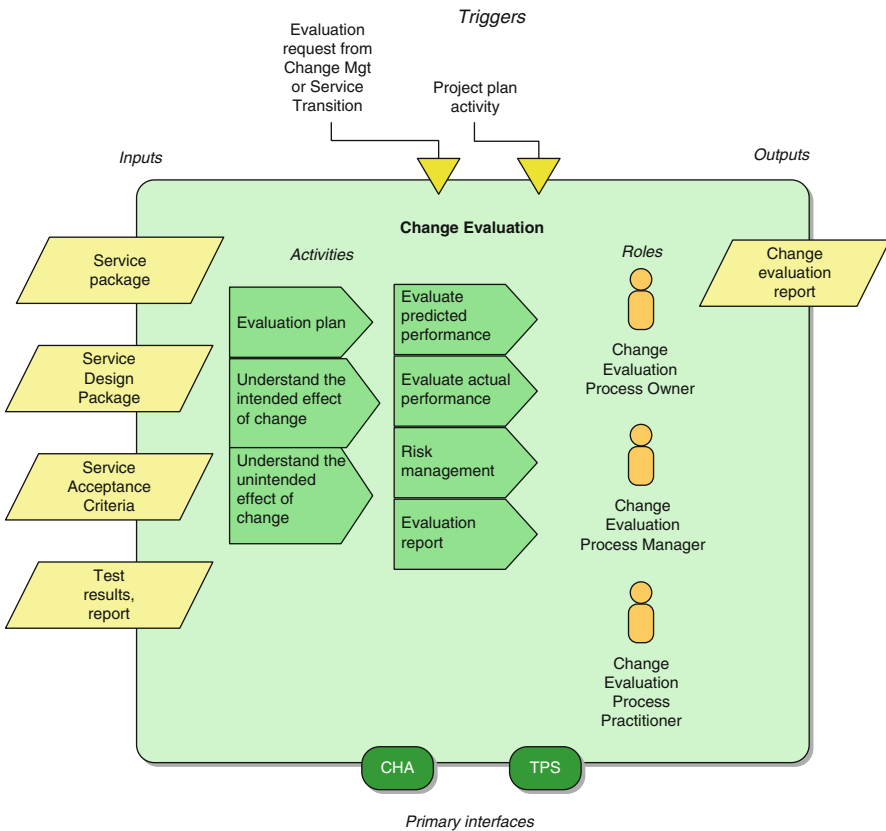 Triggers
Evaluation
request from
Change Mgt
or Service
Transition
Project plan
activity
Inputs
Outputs
Change Evaluation
Activities
Roles
Service
package
Service
Design
Package
Service
Acceptance
Criteria
Test
results,
report
Evaluation plan
Understand the
intended effect
of change
Understand the
unintended
effect of
change
Evaluate
predicted
performance
Evaluate actual
performance
Risk
management
Evaluation
report
Change
Evaluation
Process Owner
Change
Evaluation
Process Manager
Change
Evaluation
Process
Practitioner
Change
evaluation
report
CHA
TPS
Primary interfaces